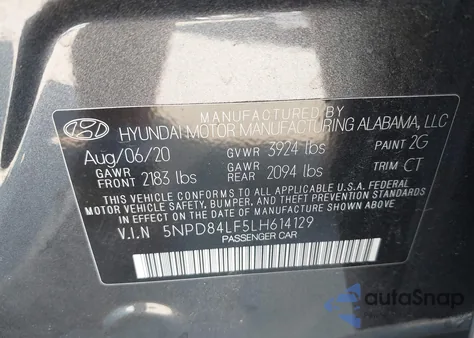 MANUFACTURED BY
HYUNDAI MOTOR MANUFACTURING ALABAMA, LLC
Aug/06/20 GVWR 3924 lbs PAINT 2G
GAWR FRONT 2183 lbs GAWR REAR 2094 lbs TRIM CT
THIS VEHICLE CONFORMS TO ALL APPLICABLE U.S.A. FEDERAL
MOTOR VEHICLE SAFETY, BUMPER, AND THEFT PREVENTION
STANDARDS IN EFFECT ON THE DATE OF MANUFACTURE SHOWN ABOVE.
V.I.N 5NPD84LF5LH614129
PASSENGER CAR
autoSnap